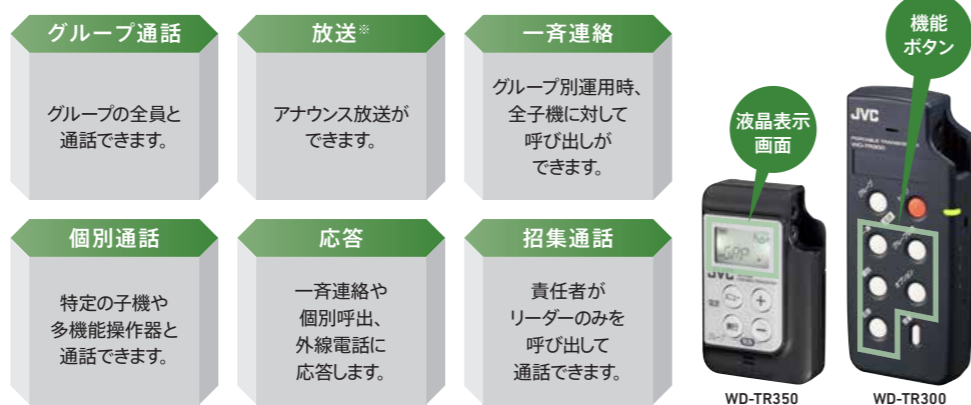 グループ通話
グループの全員と
通話できます。
放送※
アナウンス放送が
できます。
一斉連絡
グループ別運用時、
全子機に対して
呼び出しが
できます。
個別通話
特定の子機や
多機能操作器と
通話できます。
応答
一斉連絡や
個別呼出、
外線電話に
応答します。
招集通話
責任者が
リーダーのみを
呼び出して
通話できます。
液晶表示
画面
GRP
JVC
WD-TR350
機能
ボタン
JVC
PORTABLE TRANSCEIVER
WD-TR300
WD-TR300